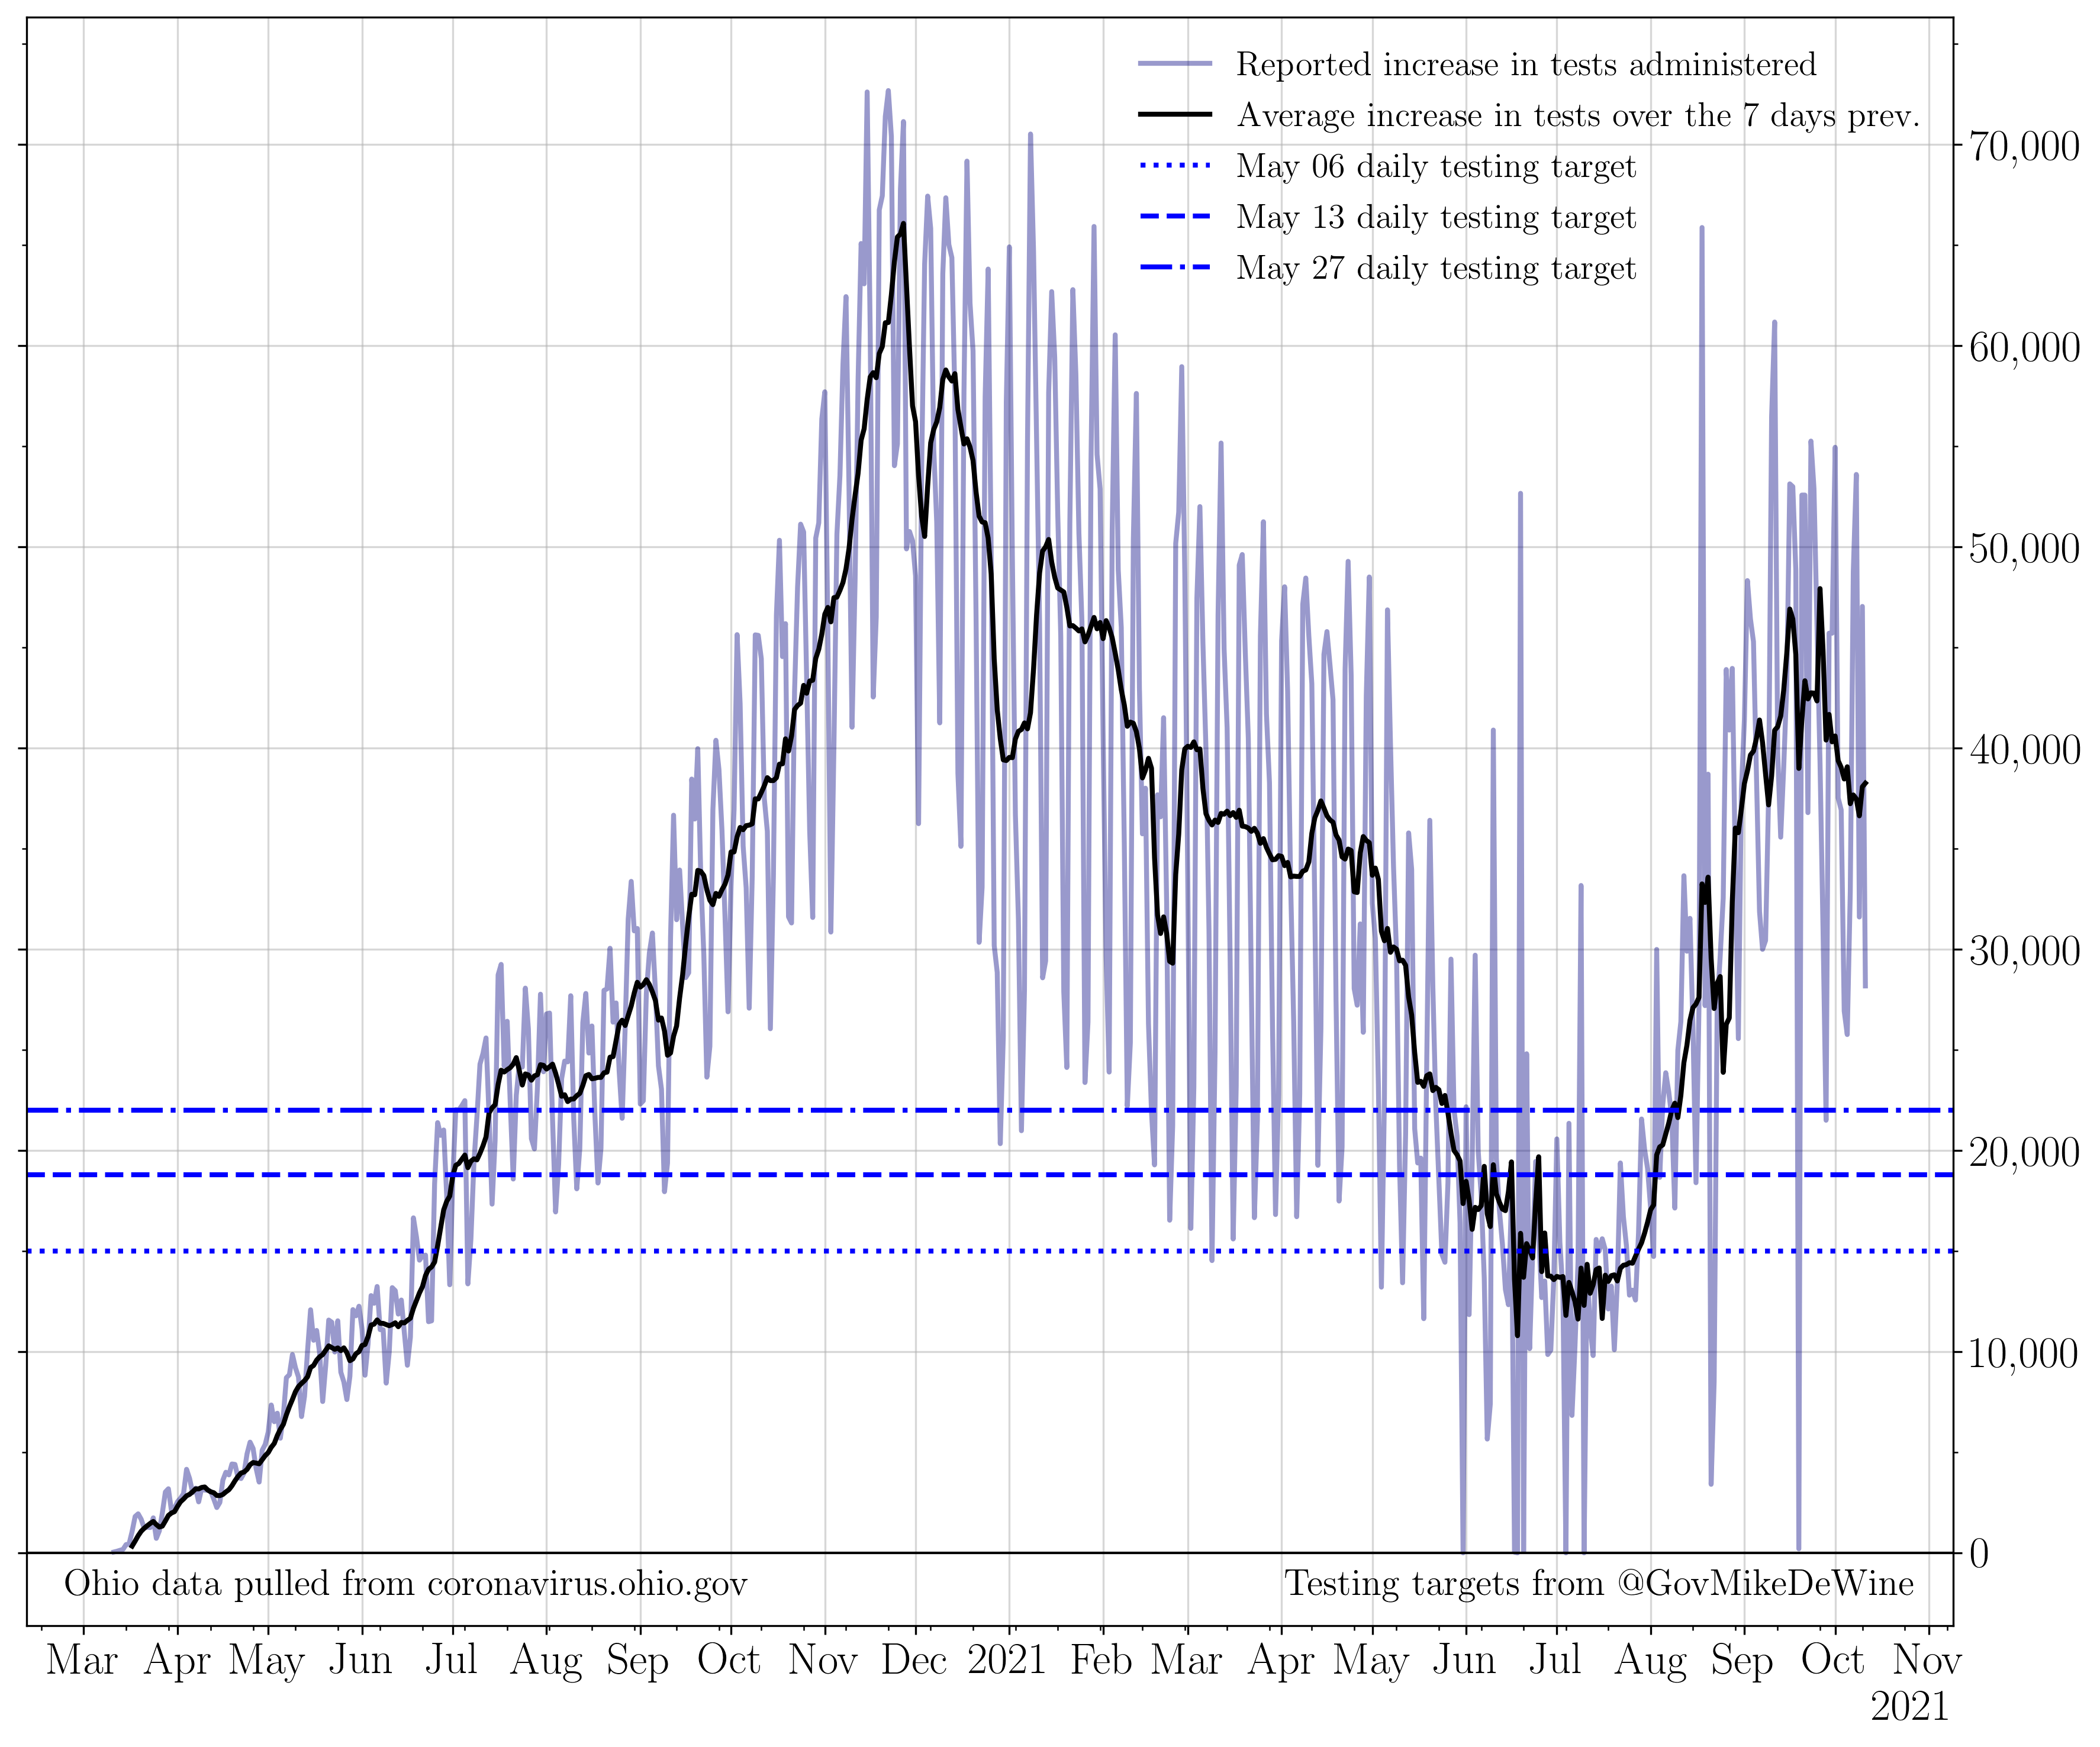 Reported increase in tests administered
Average increase in tests over the 7 days prev.
May 06 daily testing target
May 13 daily testing target
May 27 daily testing target
70,000
60,000
50,000
40,000
30,000
20,000
10,000
0
Ohio data pulled from coronavirus.ohio.gov
Testing targets from @GovMikeDeWine
Mar Apr May Jun Jul Aug Sep Oct Nov Dec 2021 Feb Mar Apr May Jun Jul Aug Sep Oct Nov
2021